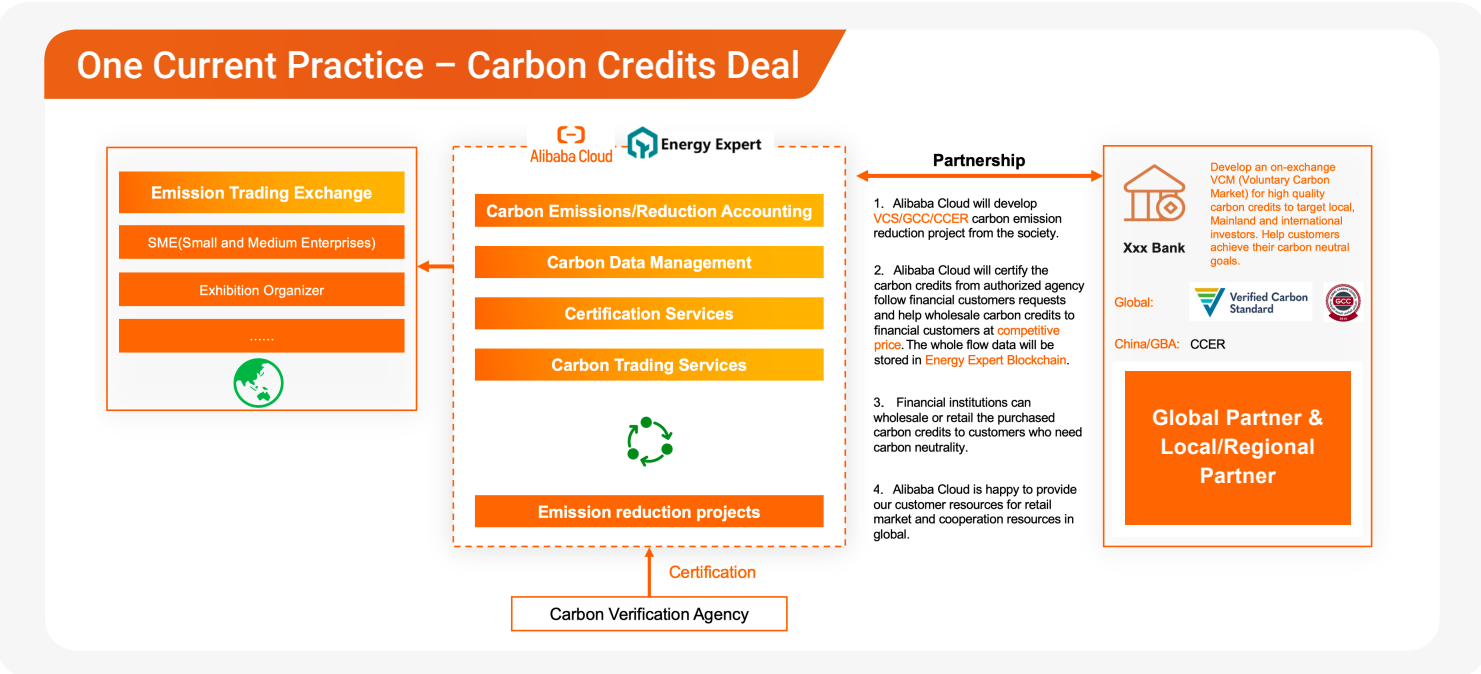 One Current Practice – Carbon Credits Deal
Emission Trading Exchange
SME(Small and Medium Enterprises)
Exhibition Organizer
......
Alibaba Cloud
Energy Expert
Carbon Emissions/Reduction Accounting
Carbon Data Management
Certification Services
Carbon Trading Services
Emission reduction projects
Certification
Carbon Verification Agency
Partnership
1. Alibaba Cloud will develop
VCS/GCC/CCER carbon emission
reduction project from the society.
2. Alibaba Cloud will certify the
carbon credits from authorized agency
follow financial customers requests
and help wholesale carbon credits to
financial customers at competitive
price. The whole flow data will be
stored in Energy Expert Blockchain.
3. Financial institutions can
wholesale or retail the purchased
carbon credits to customers who need
carbon neutrality.
4. Alibaba Cloud is happy to provide
our customer resources for retail
market and cooperation resources in
global.
Xxx Bank
Develop an on-exchange
VCM (Voluntary Carbon
Market) for high quality
carbon credits to target local,
Mainland and international
investors. Help customers
achieve their carbon neutral
goals.
Global:
Verified Carbon
Standard
GCC
China/GBA: CCER
Global Partner &
Local/Regional
Partner